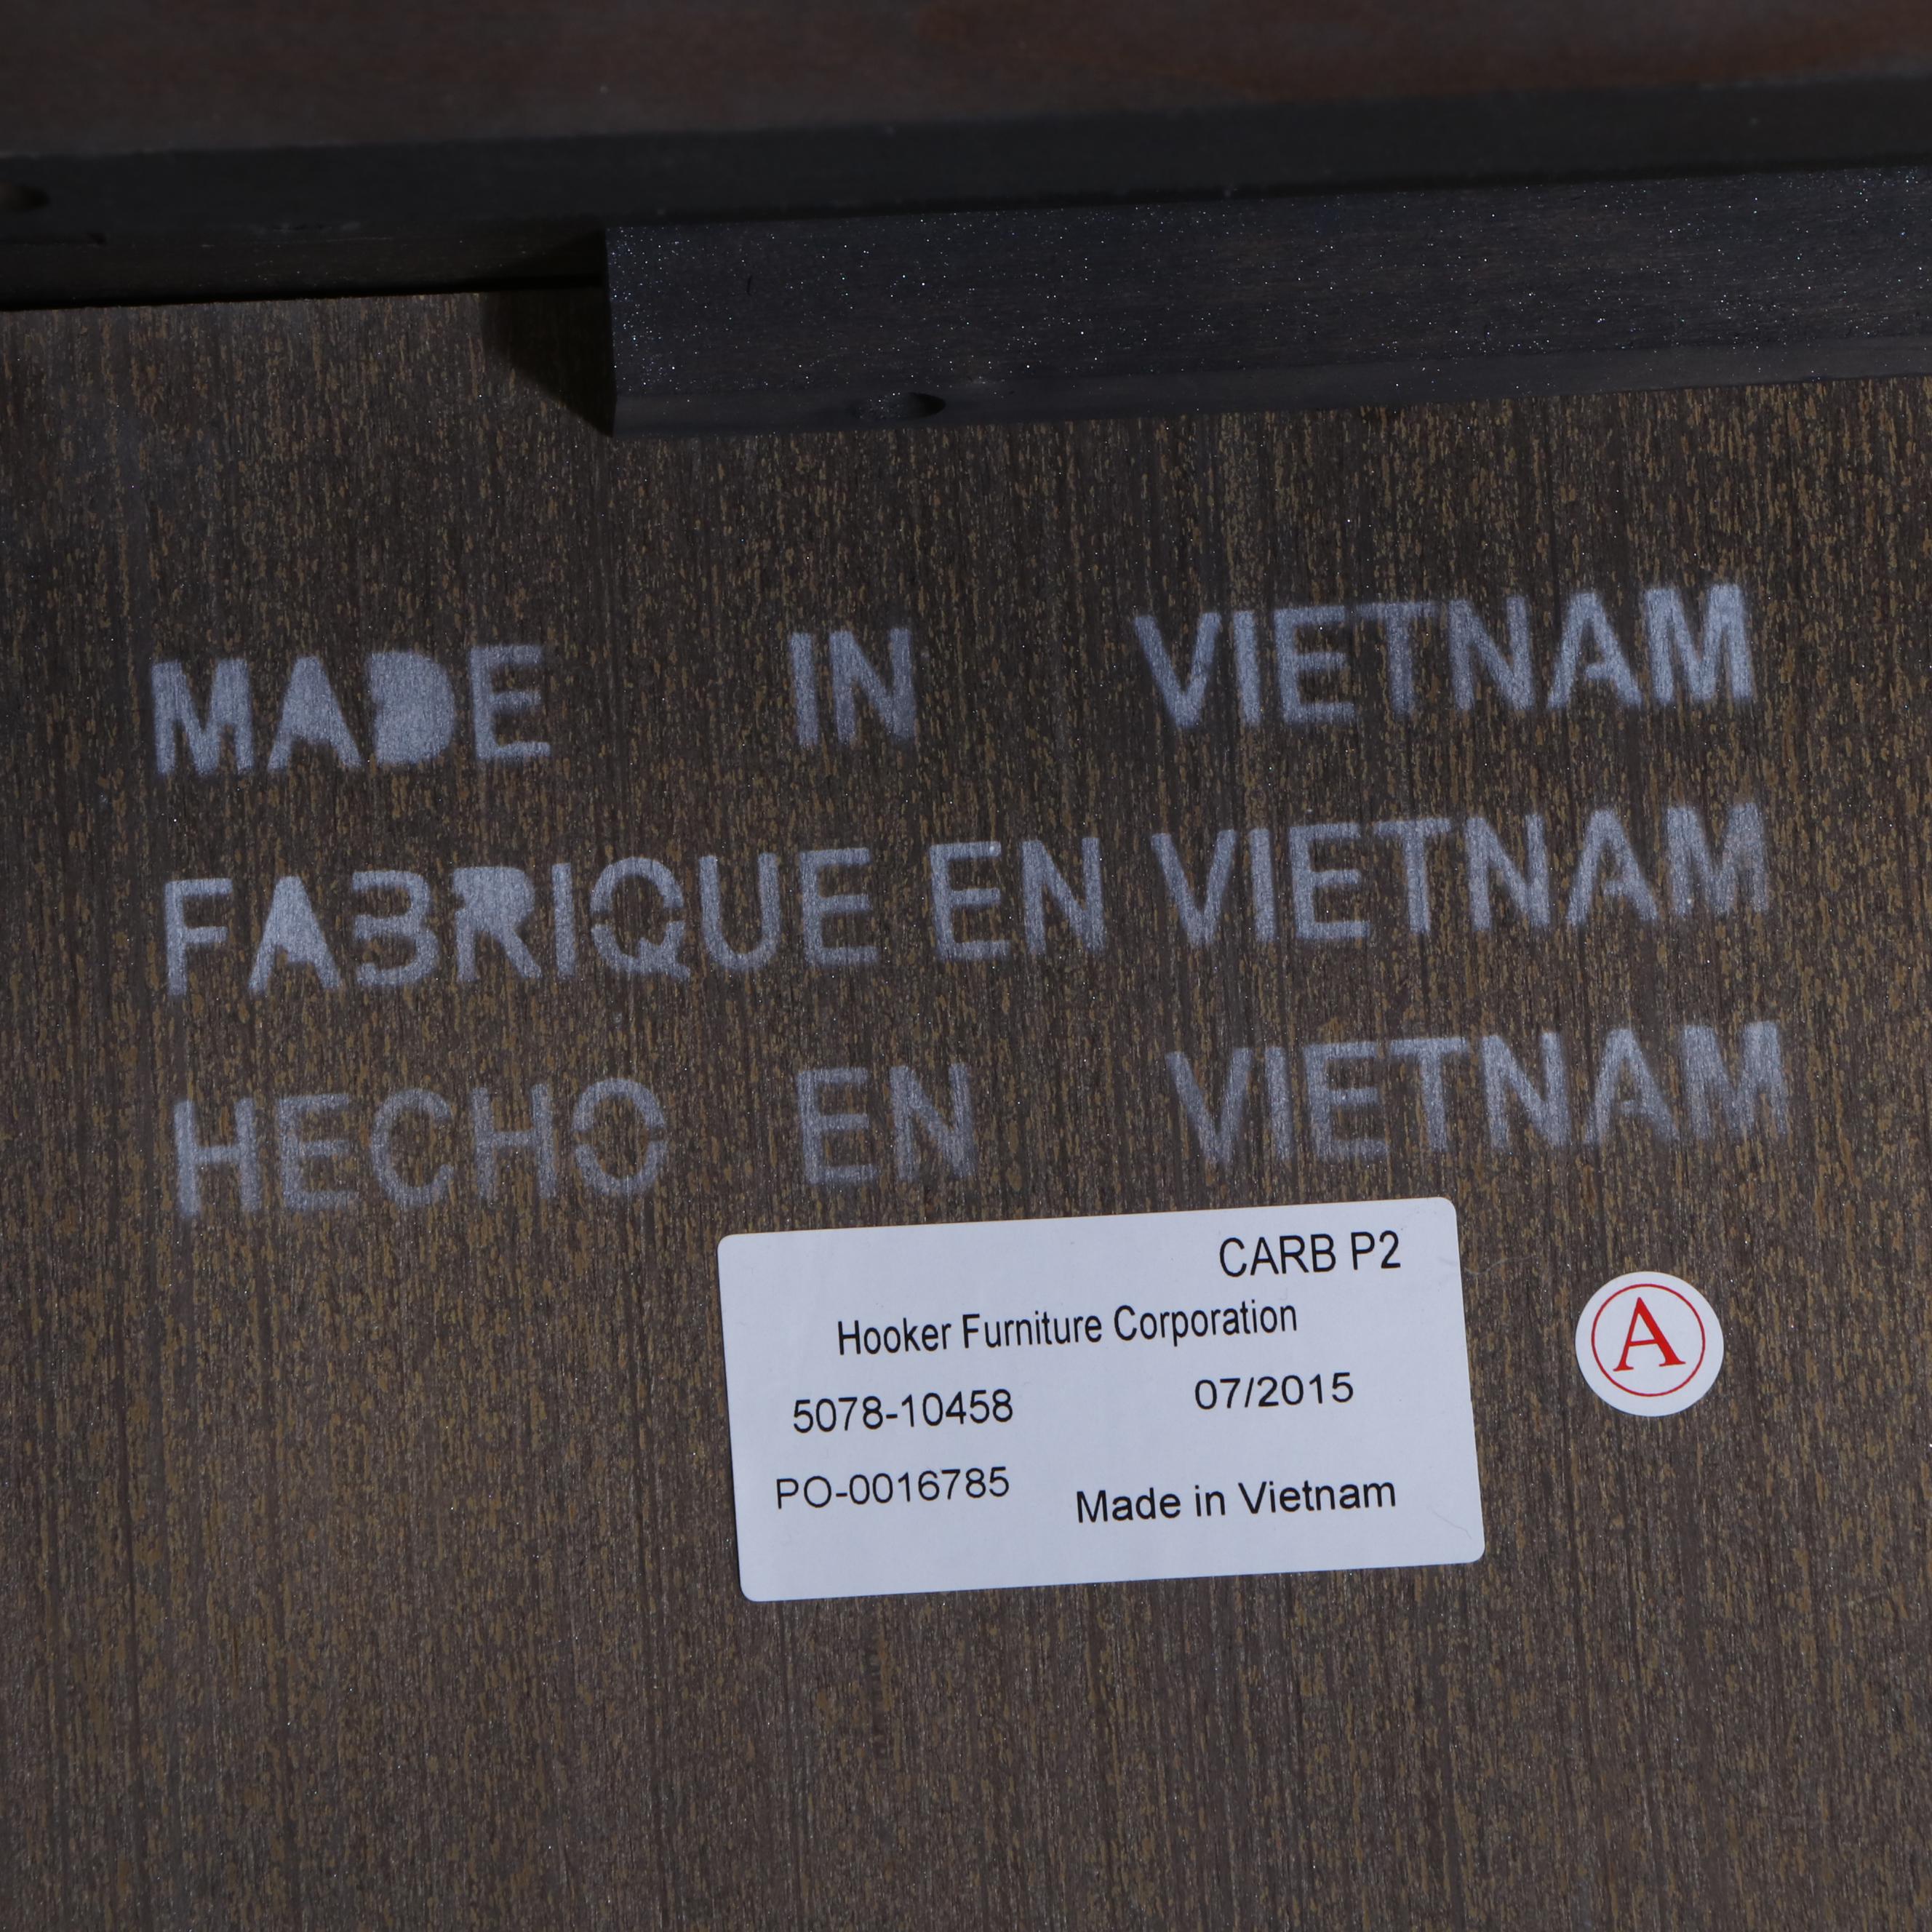 MADE IN VIETNAM
FABRIQUE EN VIETNAM
HECHO EN VIETNAM
CARB P2
Hooker Furniture Corporation
5078-10458 07/2015
PO-0016785 Made in Vietnam
A